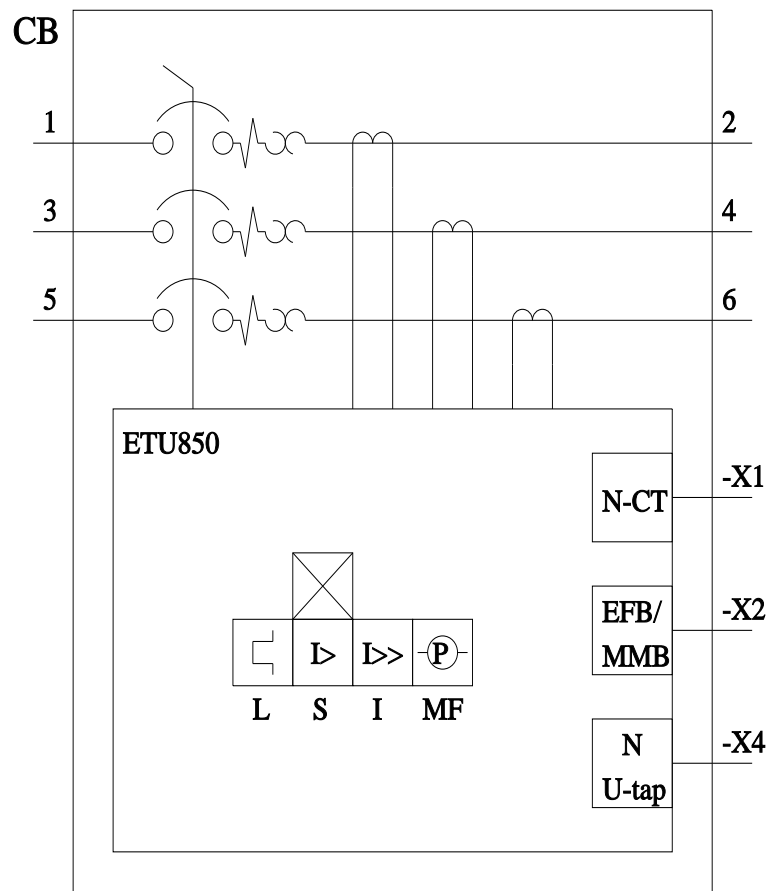 CB
1
2
3
4
5
6
ETU850
N-CT
-X1
EFB/
MMB
-X2
I>
I>>
P
L
S
I
MF
N
U-tap
-X4